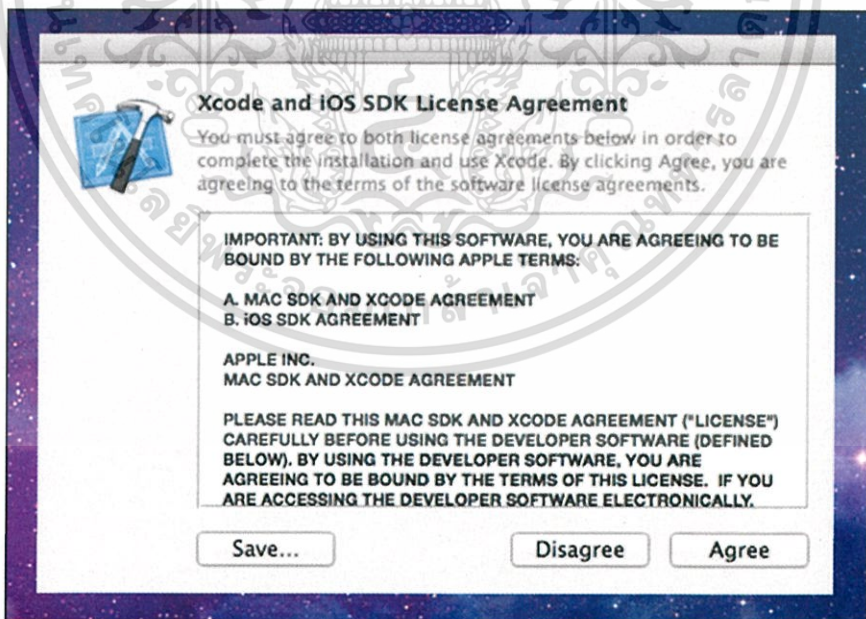 Xcode and iOS SDK License Agreement
You must agree to both license agreements below in order to
complete the installation and use Xcode. By clicking Agree, you are
agreeing to the terms of the software license agreements.
IMPORTANT: BY USING THIS SOFTWARE, YOU ARE AGREEING TO BE
BOUND BY THE FOLLOWING APPLE TERMS:
A. MAC SDK AND XCODE AGREEMENT
B. iOS SDK AGREEMENT
APPLE INC.
MAC SDK AND XCODE AGREEMENT
PLEASE READ THIS MAC SDK AND XCODE AGREEMENT ("LICENSE")
CAREFULLY BEFORE USING THE DEVELOPER SOFTWARE (DEFINED
BELOW). BY USING THE DEVELOPER SOFTWARE, YOU ARE
AGREEING TO BE BOUND BY THE TERMS OF THIS LICENSE. IF YOU
ARE ACCESSING THE DEVELOPER SOFTWARE ELECTRONICALLY,
Save... Disagree Agree